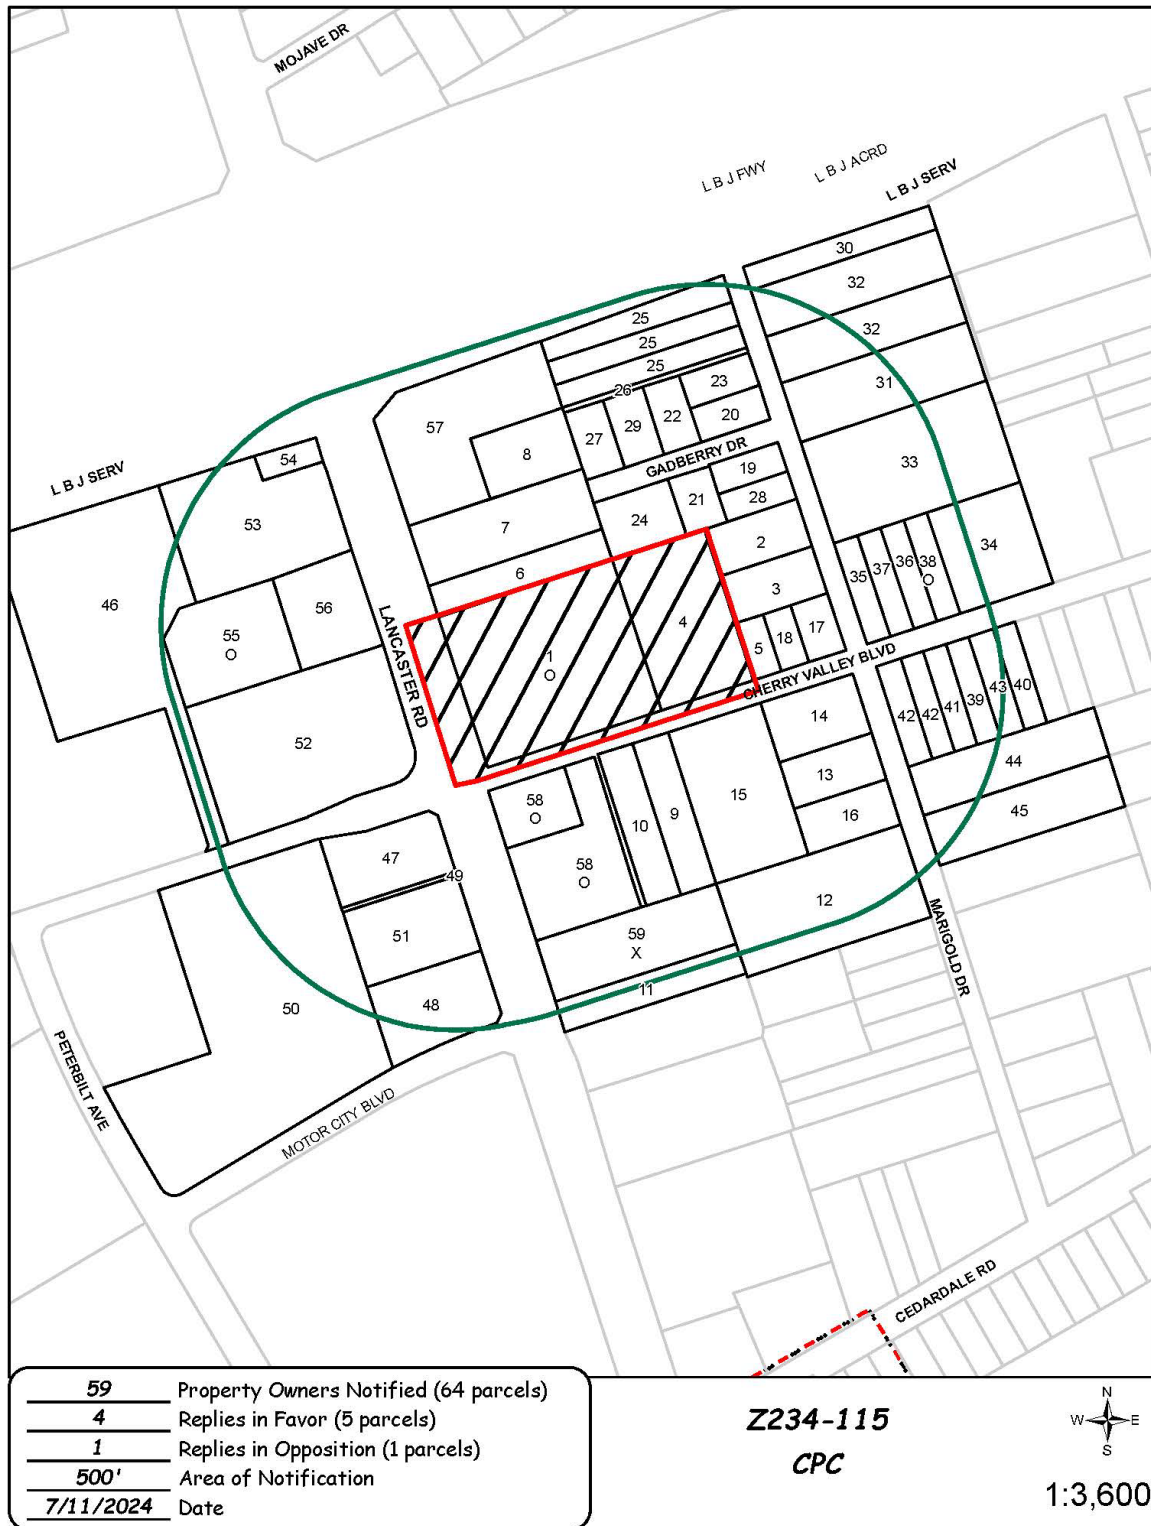 MOJAVE DR
L B J FWY
L B J ACRD
L B J SERV
30
32
25
32
25
25
31
26
23
57
22
20
29
27
8
GADBERRY DR
54
33
19
L B J SERV
21
28
53
24
7
2
34
36
38
O
37
35
6
3
46
56
LANCASTER RD
4
55
O
17
18
5
1
O
CHERRY VALLEY BLVD
40
43
39
41
42
42
14
52
44
13
15
58
O
45
16
10
9
47
58
O
49
12
51
59
X
MARIGOLD DR
11
48
50
PETERBILT AVE
MOTOR CITY BLVD
CEDARDALE RD
59 Property Owners Notified (64 parcels)
4 Replies in Favor (5 parcels)
1 Replies in Opposition (1 parcels)
500' Area of Notification
7/11/2024 Date
Z234-115
CPC
N
W E
S
1:3,600